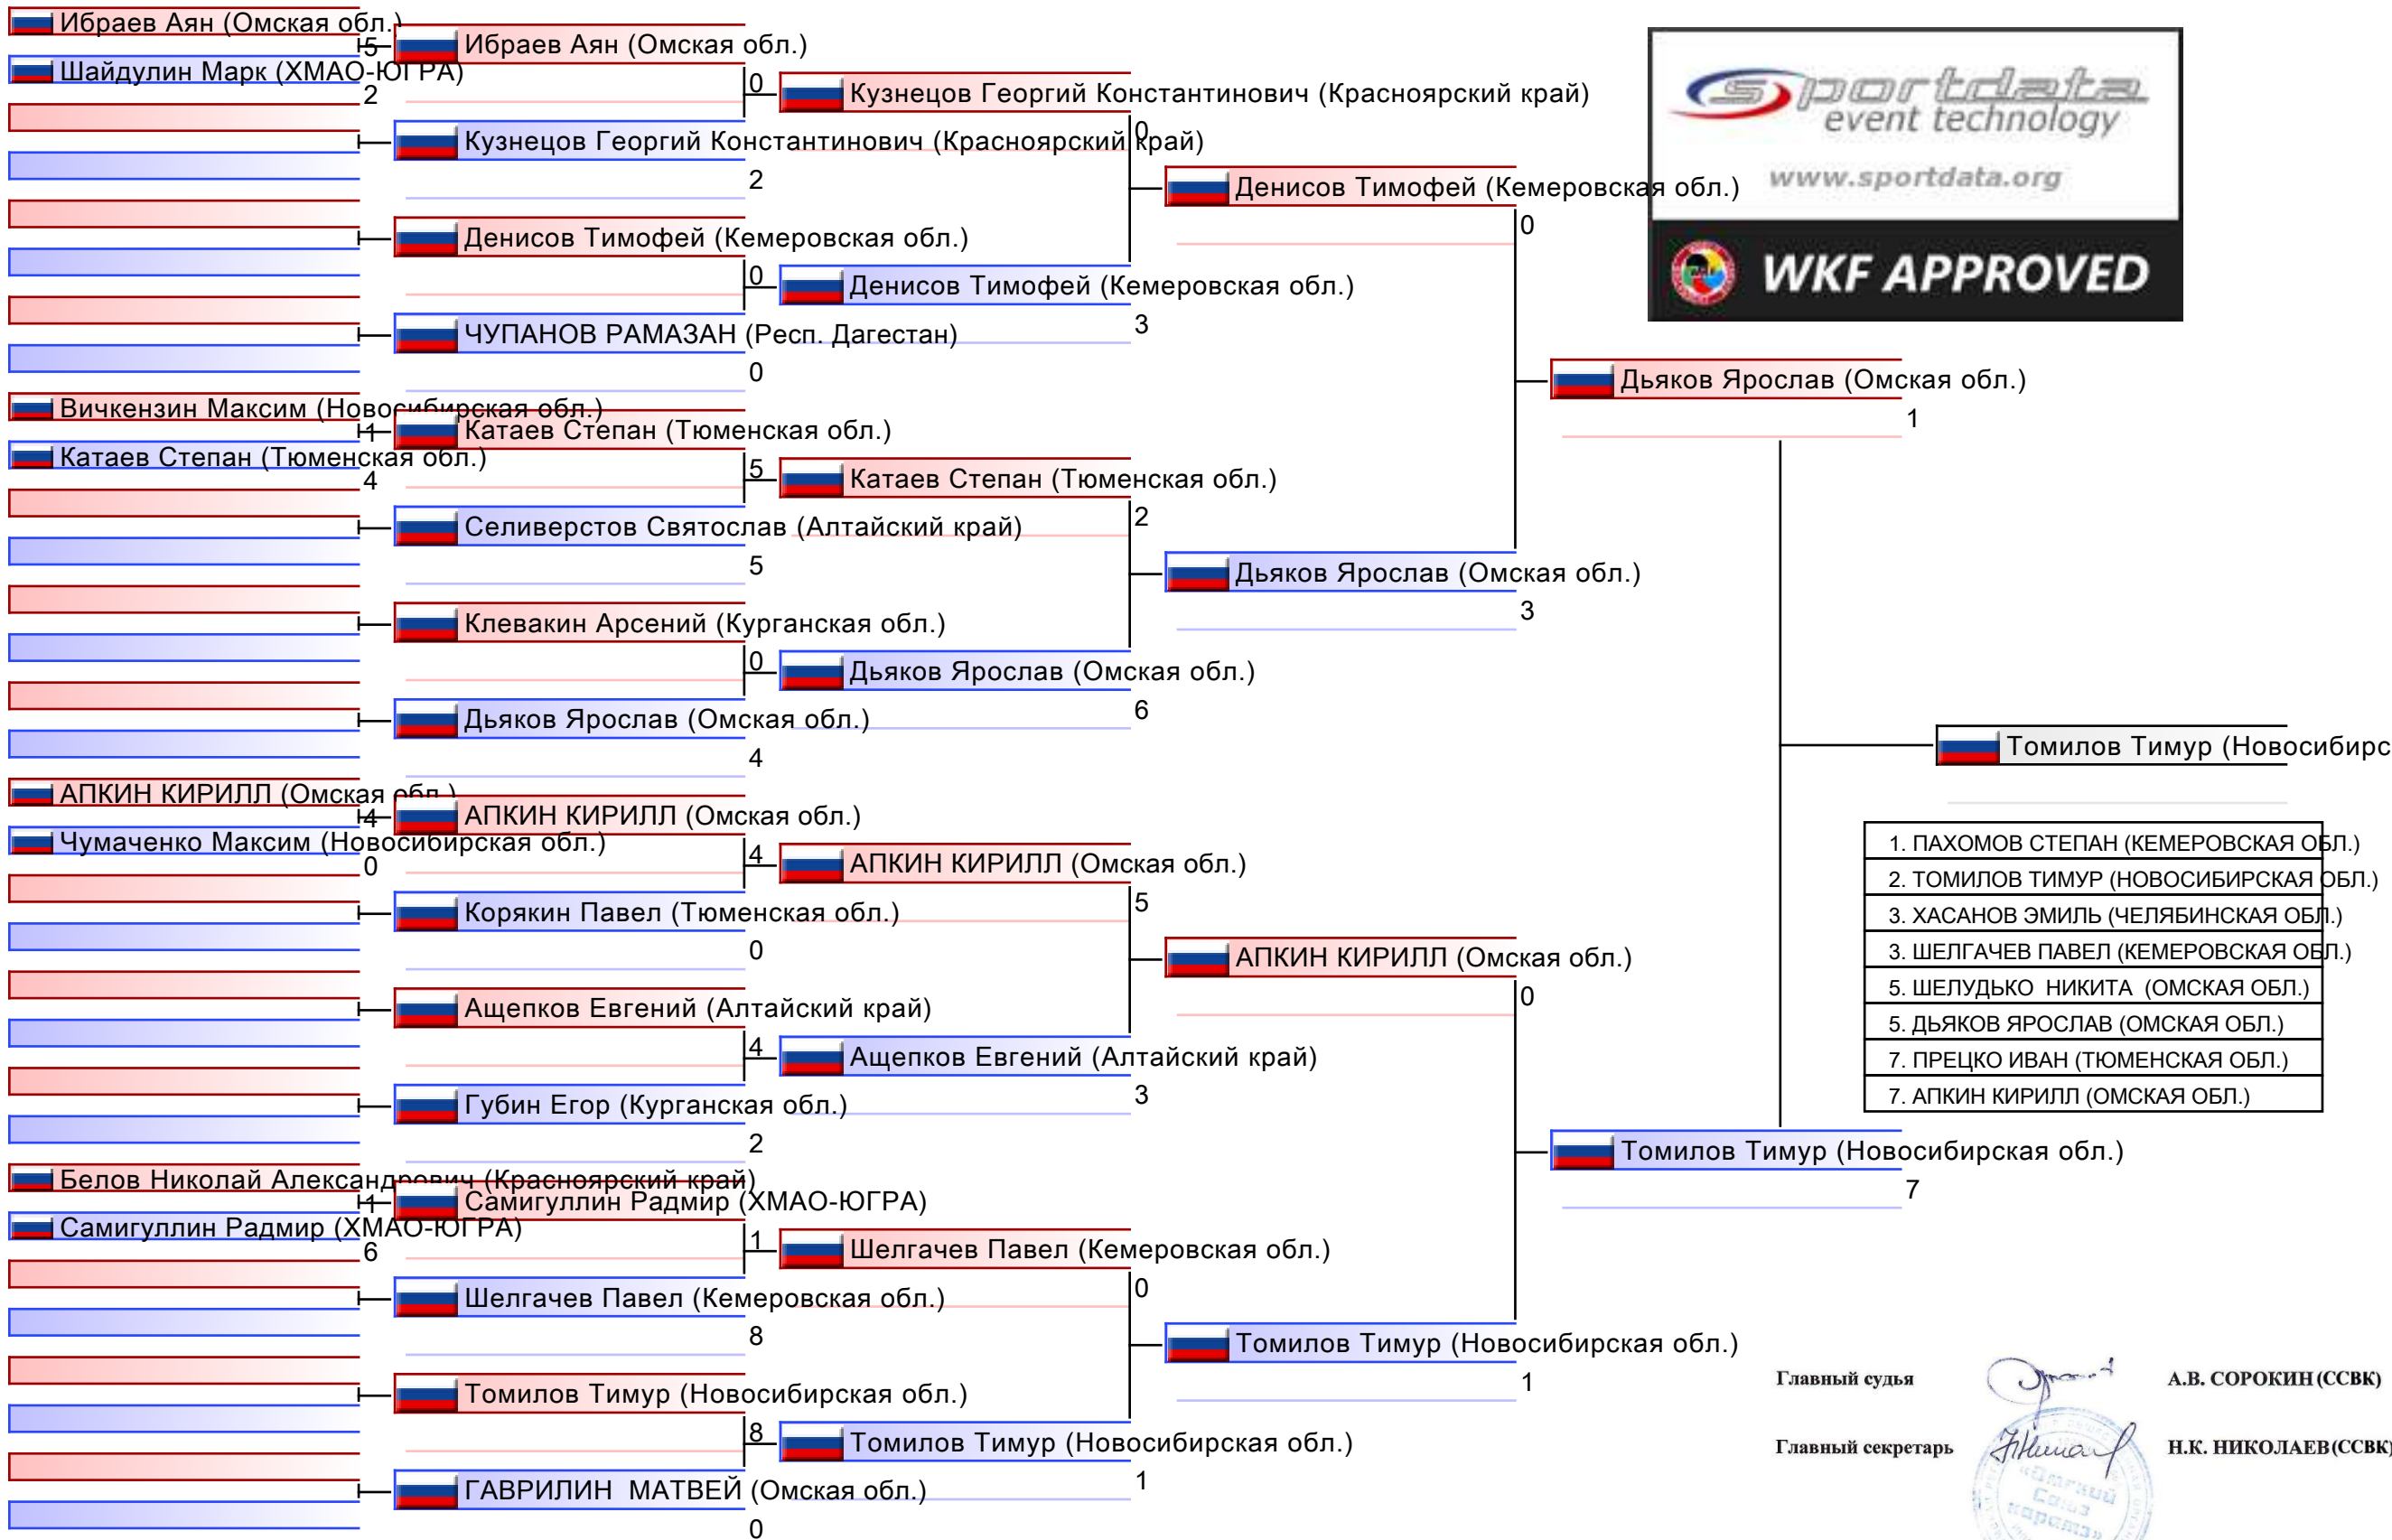 Ибраев Аян (Омская обл.)
5
Шайдулин Марк (ХМАО-ЮГРА)
2
Вичкензин Максим (Новосибирская обл.)
1
Катаев Степан (Тюменская обл.)
4
АПКИН КИРИЛЛ (Омская обл.)
4
Чумаченко Максим (Новосибирская обл.)
0
Белов Николай Александрович (Красноярский край)
1
Самигуллин Радмир (ХМАО-ЮГРА)
6
Ибраев Аян (Омская обл.)
0
Кузнецов Георгий Константинович (Красноярский край)
2
Денисов Тимофей (Кемеровская обл.)
0
ЧУПАНОВ РАМАЗАН (Респ. Дагестан)
0
Катаев Степан (Тюменская обл.)
5
Селиверстов Святослав (Алтайский край)
5
Клевакин Арсений (Курганская обл.)
0
Дьяков Ярослав (Омская обл.)
4
АПКИН КИРИЛЛ (Омская обл.)
4
Корякин Павел (Тюменская обл.)
0
Ащепков Евгений (Алтайский край)
4
Губин Егор (Курганская обл.)
2
Самигуллин Радмир (ХМАО-ЮГРА)
1
Шелгачев Павел (Кемеровская обл.)
8
Томилов Тимур (Новосибирская обл.)
8
ГАВРИЛИН  МАТВЕЙ (Омская обл.)
0
Кузнецов Георгий Константинович (Красноярский край)
0
Денисов Тимофей (Кемеровская обл.)
3
Катаев Степан (Тюменская обл.)
2
Дьяков Ярослав (Омская обл.)
6
АПКИН КИРИЛЛ (Омская обл.)
5
Ащепков Евгений (Алтайский край)
3
Шелгачев Павел (Кемеровская обл.)
0
Томилов Тимур (Новосибирская обл.)
1
Денисов Тимофей (Кемеровская обл.)
0
Дьяков Ярослав (Омская обл.)
3
АПКИН КИРИЛЛ (Омская обл.)
0
Томилов Тимур (Новосибирская обл.)
1
Дьяков Ярослав (Омская обл.)
1
Томилов Тимур (Новосибирская обл.)
7
Томилов Тимур (Новосибирс
sportdata
event technology
www.sportdata.org
WKF APPROVED
1. ПАХОМОВ СТЕПАН (КЕМЕРОВСКАЯ ОБЛ.)
2. ТОМИЛОВ ТИМУР (НОВОСИБИРСКАЯ ОБЛ.)
3. ХАСАНОВ ЭМИЛЬ (ЧЕЛЯБИНСКАЯ ОБЛ.)
3. ШЕЛГАЧЕВ ПАВЕЛ (КЕМЕРОВСКАЯ ОБЛ.)
5. ШЕЛУДЬКО  НИКИТА  (ОМСКАЯ ОБЛ.)
5. ДЬЯКОВ ЯРОСЛАВ (ОМСКАЯ ОБЛ.)
7. ПРЕЦКО ИВАН (ТЮМЕНСКАЯ ОБЛ.)
7. АПКИН КИРИЛЛ (ОМСКАЯ ОБЛ.)
Главный судья А.В. СОРОКИН (ССВК)
Главный секретарь Н.К. НИКОЛАЕВ (ССВК)
«Омский
Союз
каратэ»